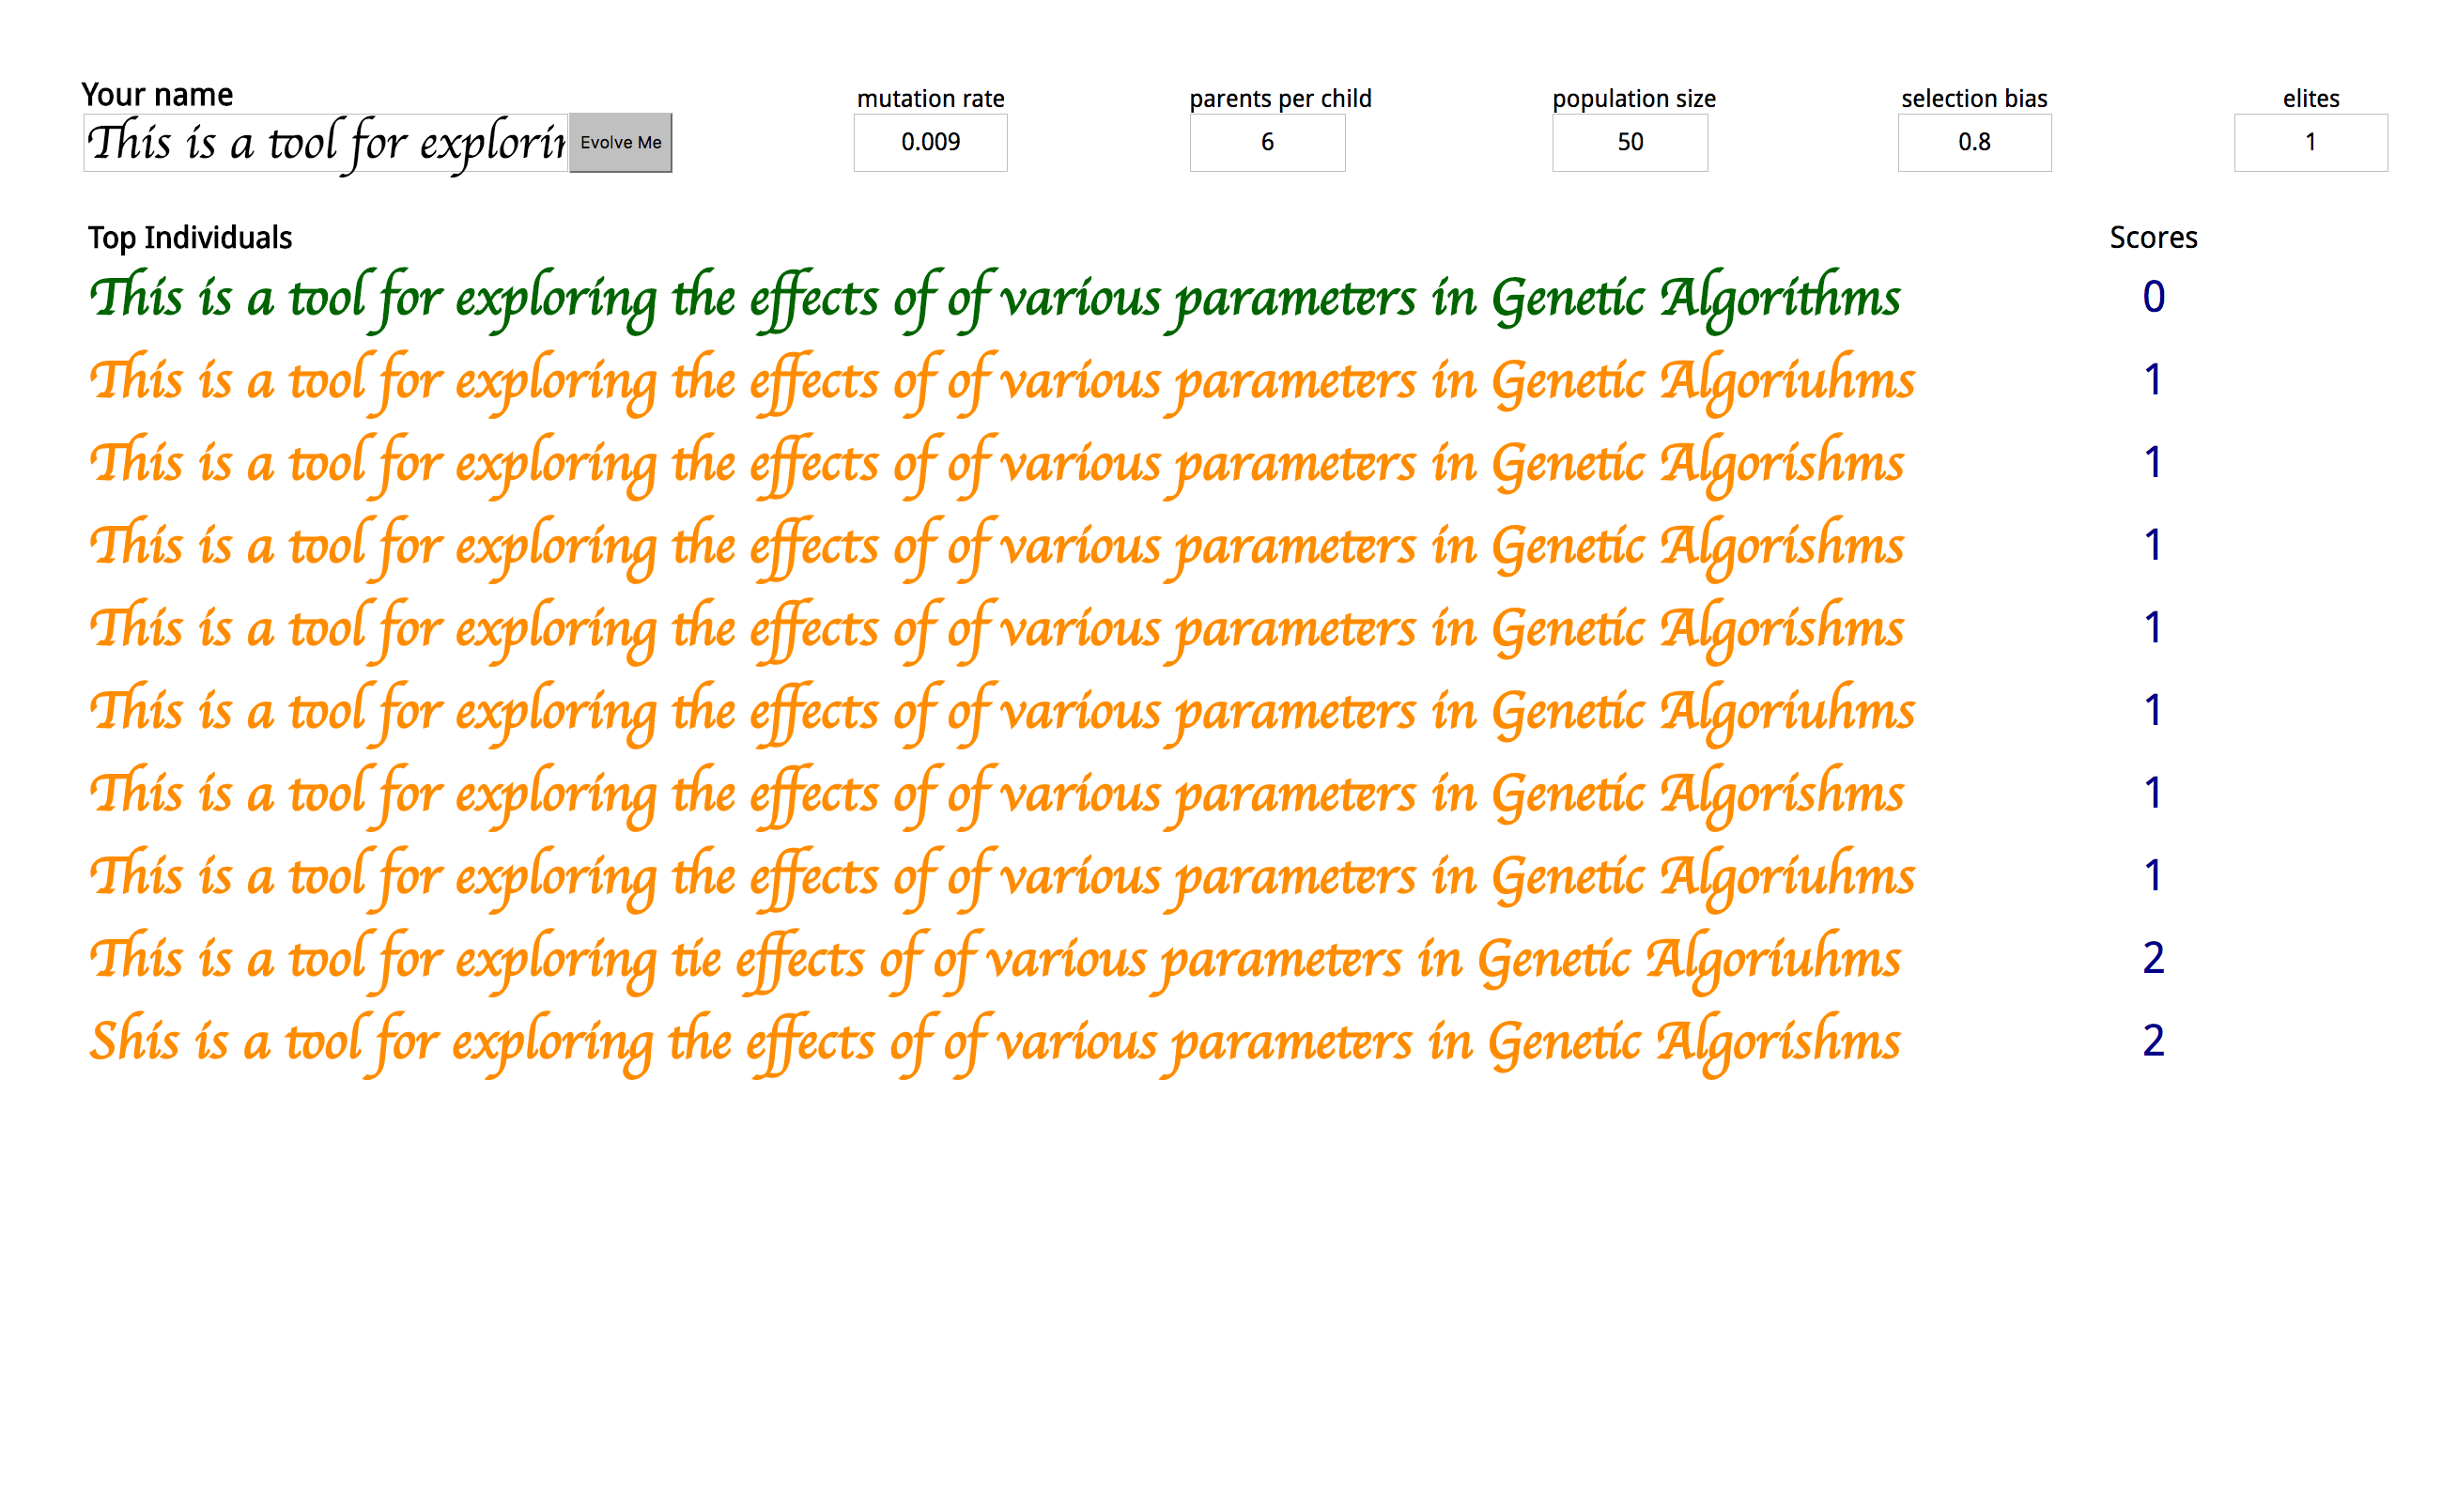 Your name mutation rate parents per child population size selection bias elites
This is a tool for explorin Evolve Me 0.009 6 50 0.8 1
Top Individuals Scores
This is a tool for exploring the effects of of various parameters in Genetic Algorithms 0
This is a tool for exploring the effects of of various parameters in Genetic Algoriuhms 1
This is a tool for exploring the effects of of various parameters in Genetic Algorishms 1
This is a tool for exploring the effects of of various parameters in Genetic Algorishms 1
This is a tool for exploring the effects of of various parameters in Genetic Algorishms 1
This is a tool for exploring the effects of of various parameters in Genetic Algoriuhms 1
This is a tool for exploring the effects of of various parameters in Genetic Algorishms 1
This is a tool for exploring the effects of of various parameters in Genetic Algoriuhms 1
This is a tool for exploring tie effects of of various parameters in Genetic Algoriuhms 2
Shis is a tool for exploring the effects of of various parameters in Genetic Algorishms 2